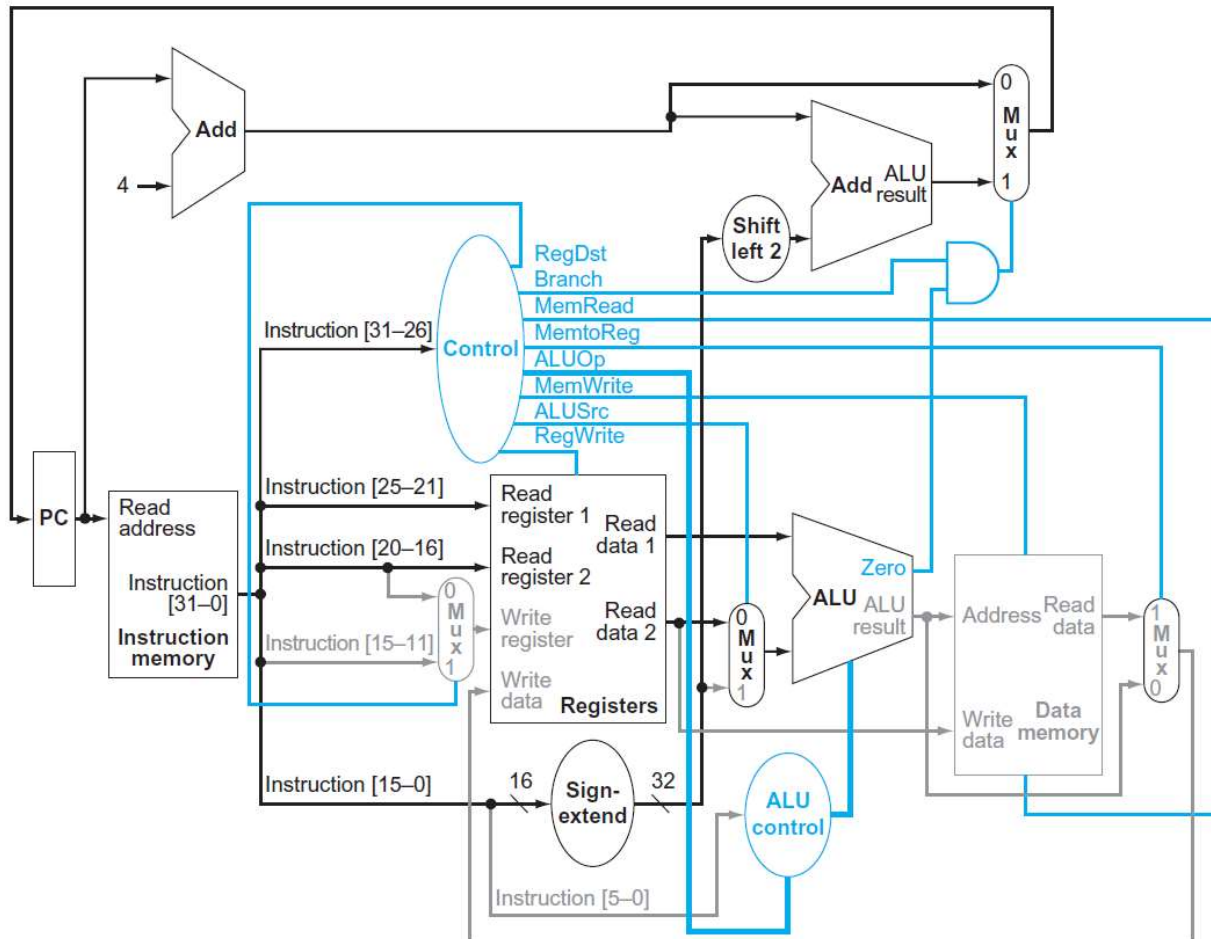 0
M
u
x
1
Add
4
Add
ALU
result
Shift
left 2
RegDst
Branch
MemRead
MemtoReg
ALUOp
MemWrite
ALUSrc
RegWrite
Instruction [31–26]
Control
PC
Read
address
Instruction
[31–0]
Instruction
memory
Instruction [25–21]
Instruction [20–16]
Instruction [15–11]
0
M
u
x
1
Read
register 1
Read
register 2
Write
register
Write
data
Read
data 1
Read
data 2
Registers
0
M
u
x
1
Zero
ALU
ALU
result
Address
Read
data
Write
data
Data
memory
1
M
u
x
0
Instruction [15–0]
16
Sign-
extend
32
ALU
control
Instruction [5–0]